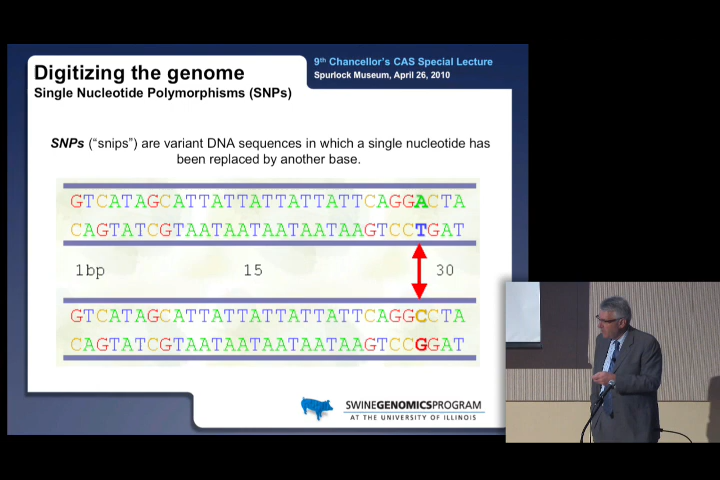 9th Chancellor's CAS Special Lecture
Spurlock Museum, April 26, 2010
Digitizing the genome
Single Nucleotide Polymorphisms (SNPs)
SNPs ("snips") are variant DNA sequences in which a single nucleotide has
been replaced by another base.
GTCATAGCATTATTATTATTATTCAGGACTA
CAGTATCGTAATAATAATAATAAGTCCTGAT
1bp 15 30
GTCATAGCATTATTATTATTATTCAGGCCTA
CAGTATCGTAATAATAATAATAAGTCCGGAT
SWINEGENOMICSPROGRAM
AT THE UNIVERSITY OF ILLINOIS